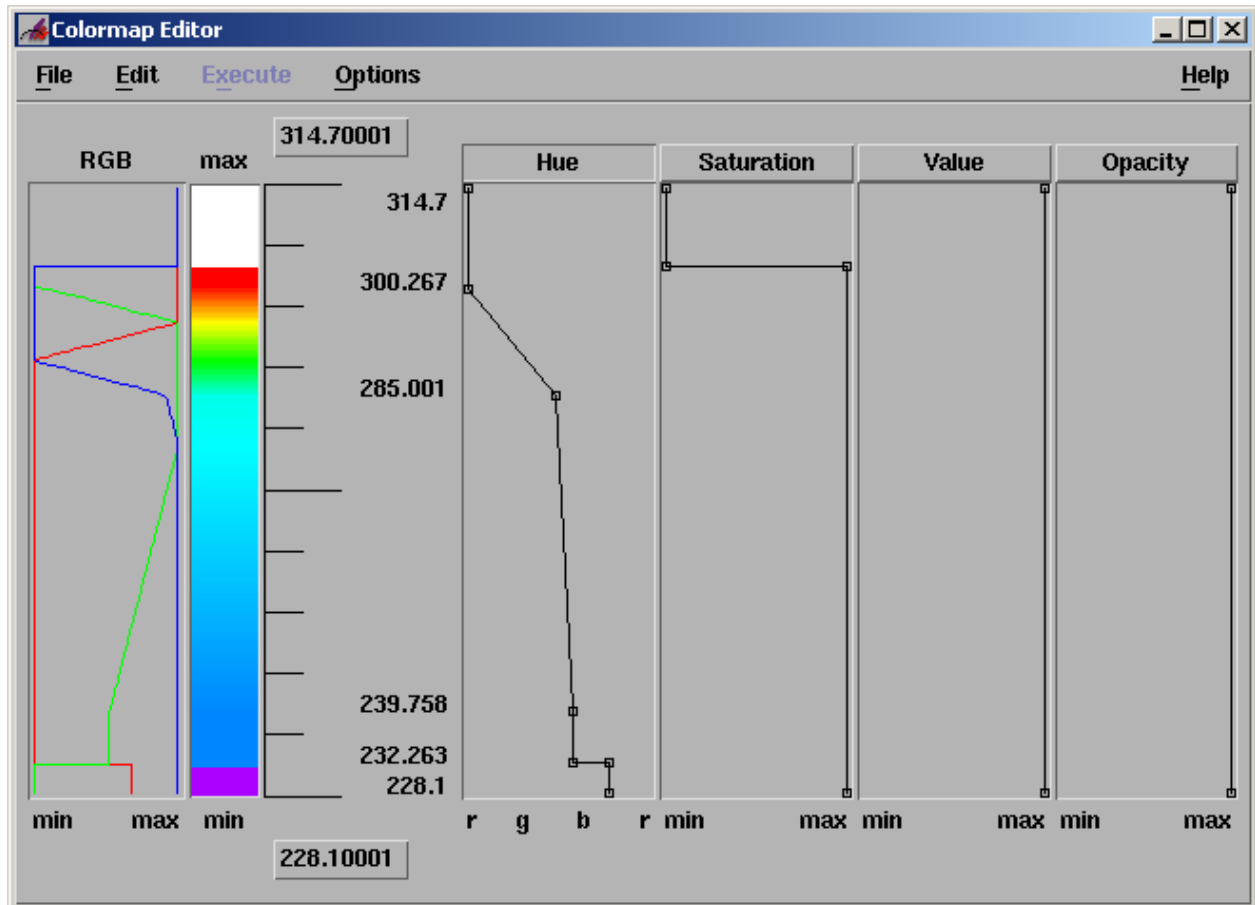 Colormap Editor
File Edit Execute Options Help
314.70001
RGB max Hue Saturation Value Opacity
314.7
300.267
285.001
239.758
232.263
228.1
min max min r g b r min max min max min max
228.10001